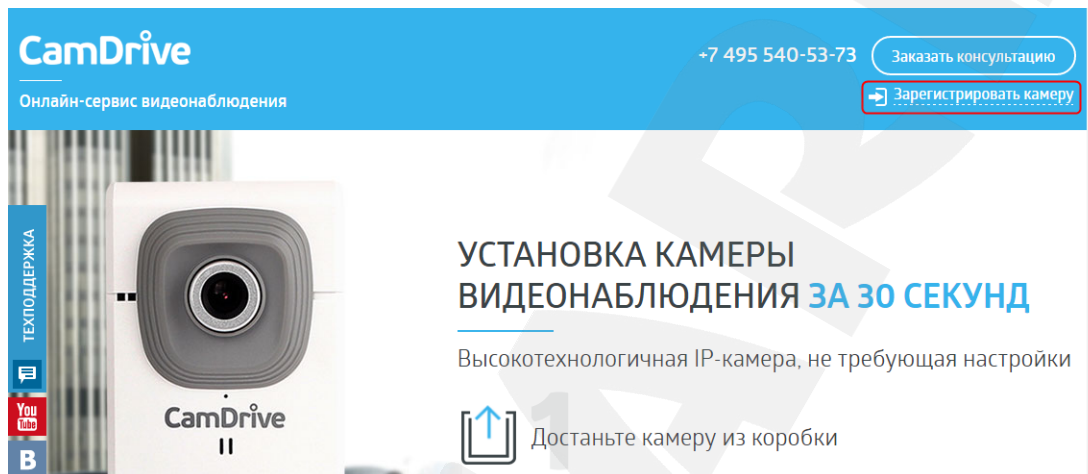 CamDrive
+7 495 540-53-73
Заказать консультацию
Онлайн-сервис видеонаблюдения
Зарегистрировать камеру
ТЕХПОДДЕРЖКА
УСТАНОВКА КАМЕРЫ
ВИДЕОНАБЛЮДЕНИЯ ЗА 30 СЕКУНД
Высокотехнологичная IP-камера, не требующая настройки
You
Tube
CamDrive
1
Достаньте камеру из коробки
B